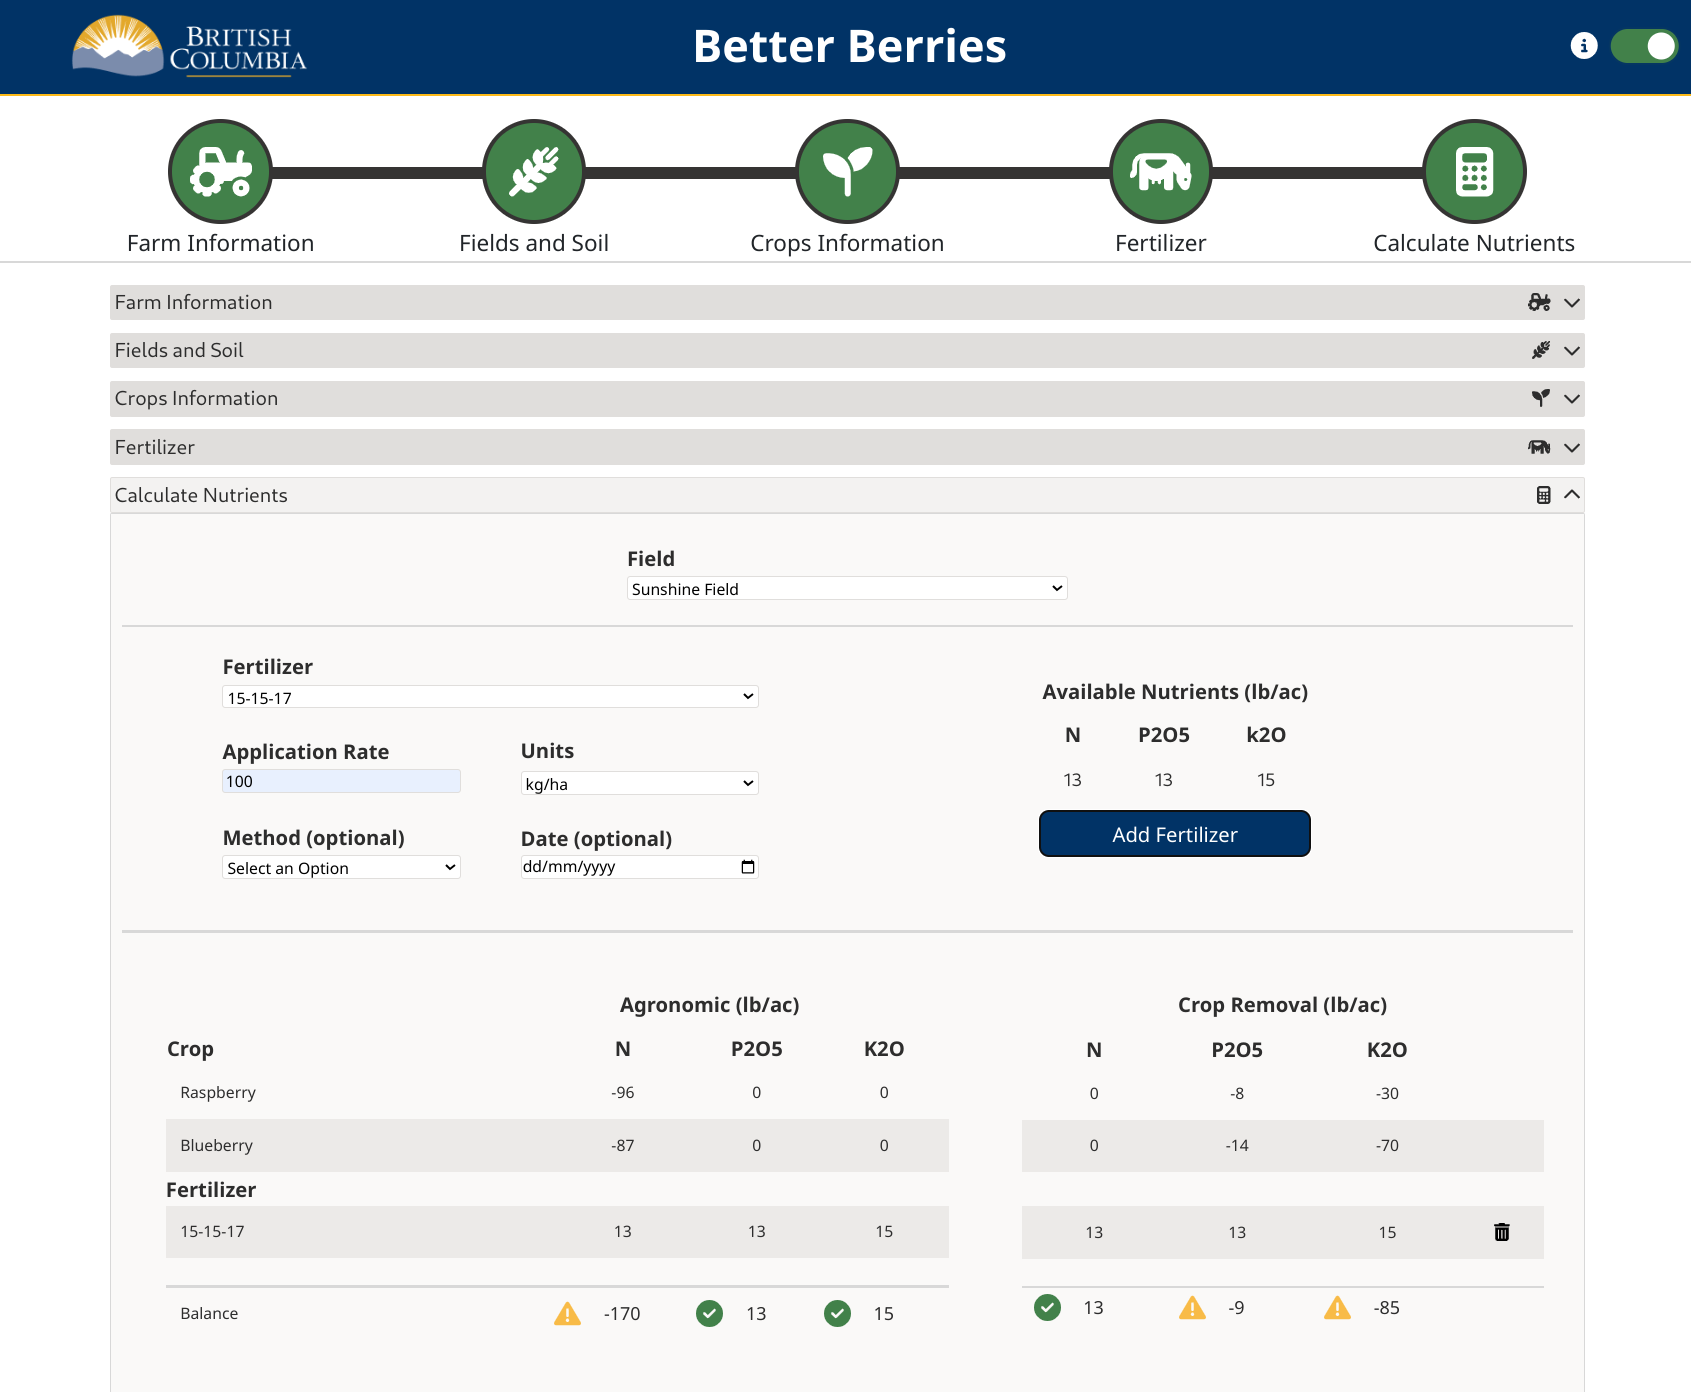 BRITISH
COLUMBIA
Better Berries
Farm Information
Fields and Soil
Crops Information
Fertilizer
Calculate Nutrients
Farm Information
Fields and Soil
Crops Information
Fertilizer
Calculate Nutrients
Field
Sunshine Field
Fertilizer
15-15-17
Application Rate
Units
100
kg/ha
Method (optional)
Date (optional)
Select an Option
dd/mm/yyyy
Available Nutrients (lb/ac)
N P2O5 k2O
13 13 15
Add Fertilizer
Agronomic (lb/ac)
Crop Removal (lb/ac)
Crop N P2O5 K2O N P2O5 K2O
Raspberry -96 0 0 0 -8 -30
Blueberry -87 0 0 0 -14 -70
Fertilizer
15-15-17 13 13 15 13 13 15
Balance -170 13 15 13 -9 -85